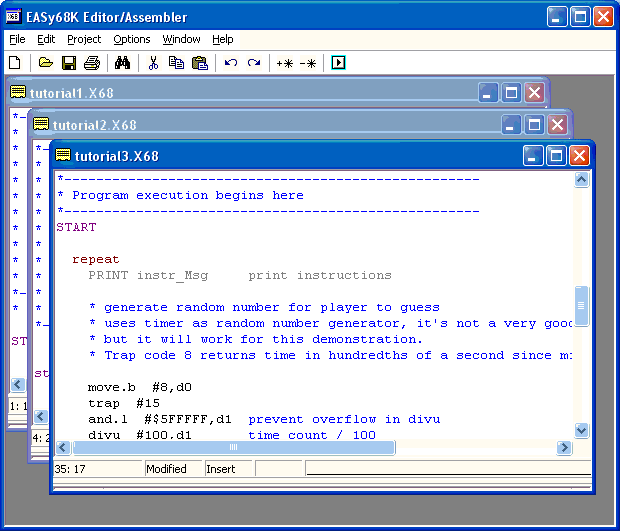 EASy68K Editor/Assembler
File Edit Project Options Window Help
tutorial1.X68
tutorial2.X68
tutorial3.X68
*----------------------------------------------------
* Program execution begins here
*----------------------------------------------------
START
repeat
PRINT instr_Msg print instructions
* generate random number for player to guess
* uses timer as random number generator, it's not a very goo
* but it will work for this demonstration.
* Trap code 8 returns time in hundredths of a second since mi
move.b #8,d0
trap #15
and.l #$5FFFFF,d1 prevent overflow in divu
divu #100,d1 time count / 100
35: 17 Modified Insert
ST
1: 1
st
4: 2